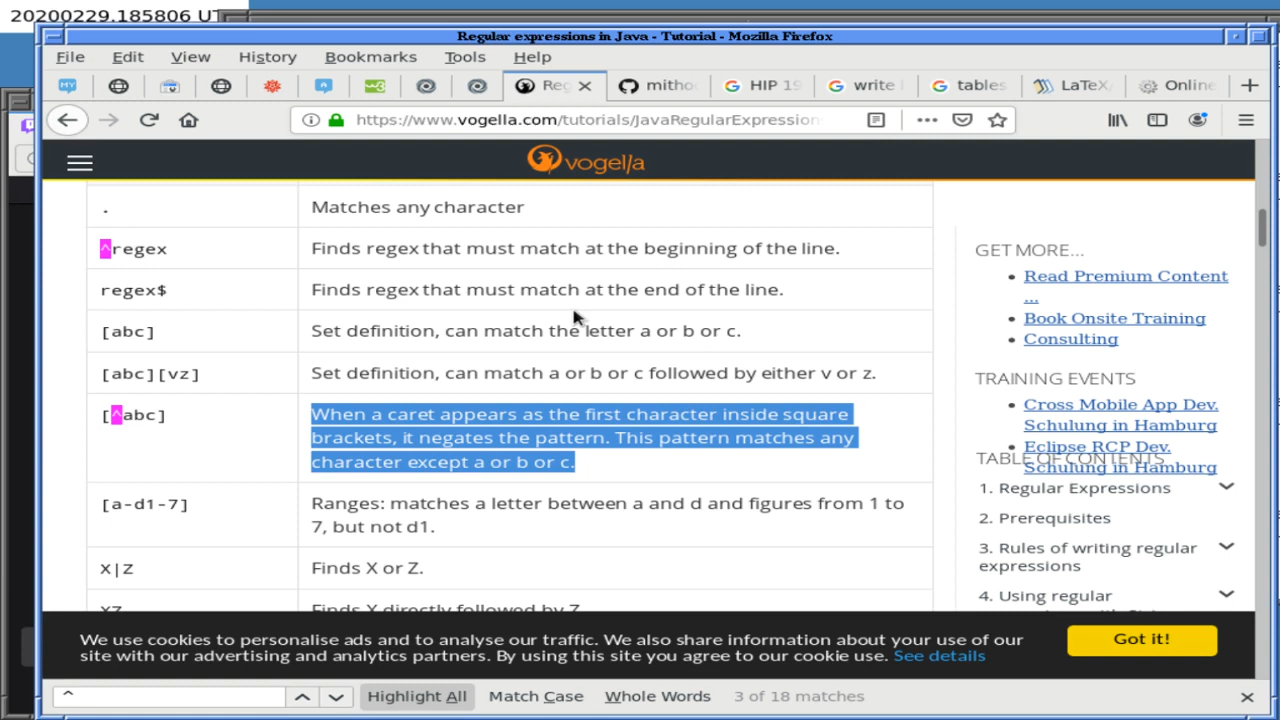 20200229.185806 UT
Regular expressions in Java - Tutorial - Mozilla Firefox
File Edit View History Bookmarks Tools Help
Reg mitho HIP 19 write tables LaTeX Online
https://www.vogella.com/tutorials/JavaRegularExpression
vogella
. Matches any character
^regex Finds regex that must match at the beginning of the line.
regex$ Finds regex that must match at the end of the line.
[abc] Set definition, can match the letter a or b or c.
[abc][vz] Set definition, can match a or b or c followed by either v or z.
[^abc] When a caret appears as the first character inside square
brackets, it negates the pattern. This pattern matches any
character except a or b or c.
[a-d1-7] Ranges: matches a letter between a and d and figures from 1 to
7, but not d1.
X|Z Finds X or Z.
XZ Finds X directly followed by Z.
GET MORE...
Read Premium Content
...
Book Onsite Training
Consulting
TRAINING EVENTS
Cross Mobile App Dev.
Schulung in Hamburg
Eclipse RCP Dev.
Schulung in Hamburg
TABLE OF CONTENTS
1. Regular Expressions
2. Prerequisites
3. Rules of writing regular
expressions
4. Using regular
We use cookies to personalise ads and to analyse our traffic. We also share information about your use of our
site with our advertising and analytics partners. By using this site you agree to our cookie use. See details
Got it!
^ Highlight All Match Case Whole Words 3 of 18 matches